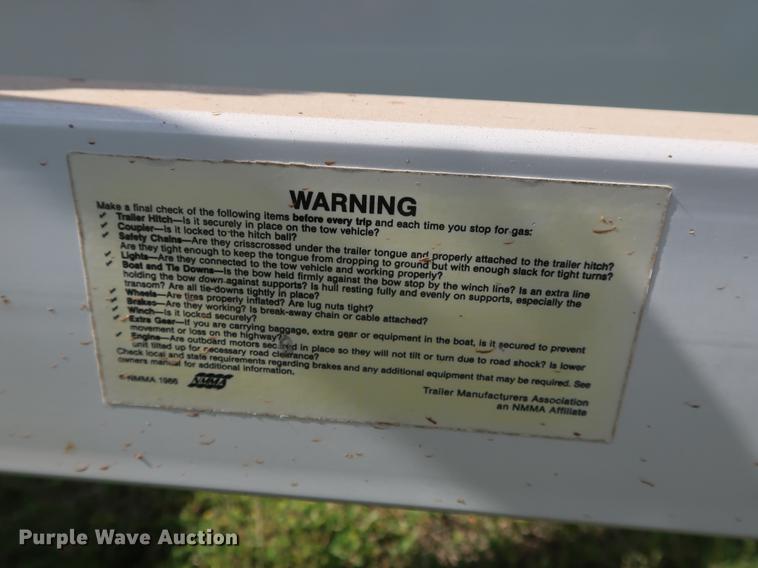 WARNING
Make a final check of the following items before every trip and each time you stop for gas:
✓ Trailer Hitch—Is it securely in place on the tow vehicle?
✓ Coupler—Is it locked to the hitch ball?
✓ Safety Chains—Are they crisscrossed under the trailer tongue and properly attached to the trailer hitch?
Are they tight enough to keep the tongue from dropping to ground but with enough slack for tight turns?
✓ Lights—Are they connected to the tow vehicle and working properly?
✓ Boat and Tie Downs—Is the bow held firmly against the bow stop by the winch line? Is an extra line
holding the bow down against supports? Is hull resting fully and evenly on supports, especially the
transom? Are all tie-downs tightly in place?
✓ Wheels—Are tires properly inflated? Are lug nuts tight?
✓ Brakes—Are they working? Is break-away chain or cable attached?
✓ Winch—Is it locked securely?
✓ Extra Gear—If you are carrying baggage, extra gear or equipment in the boat, is it secured to prevent
movement or loss on the highway?
✓ Engine—Are outboard motors secured in place so they will not tilt or turn due to road shock? Is lower
unit tilted up for necessary road clearance?
Check local and state requirements regarding brakes and any additional equipment that may be required. See
owners manual for additional information.
© NMMA 1986 NMMA
Trailer Manufacturers Association
an NMMA Affiliate
Purple Wave Auction®